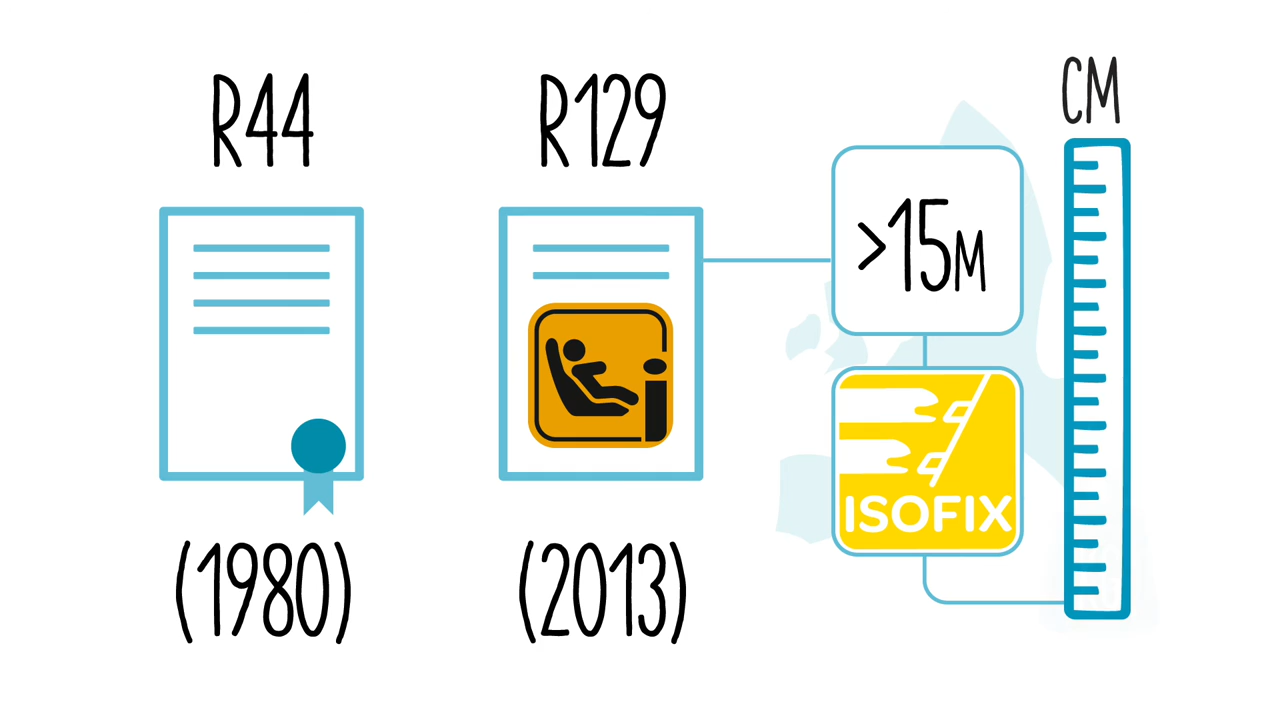 R44
(1980)
R129
(2013)
>15M
ISOFIX
CM